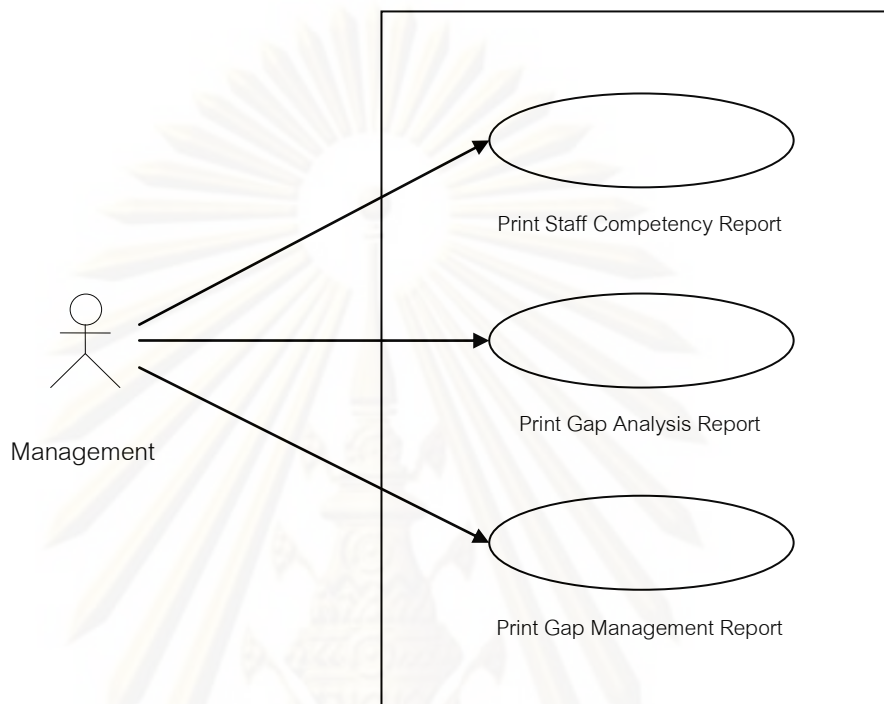 Print Staff Competency Report
Print Gap Analysis Report
Management
Print Gap Management Report